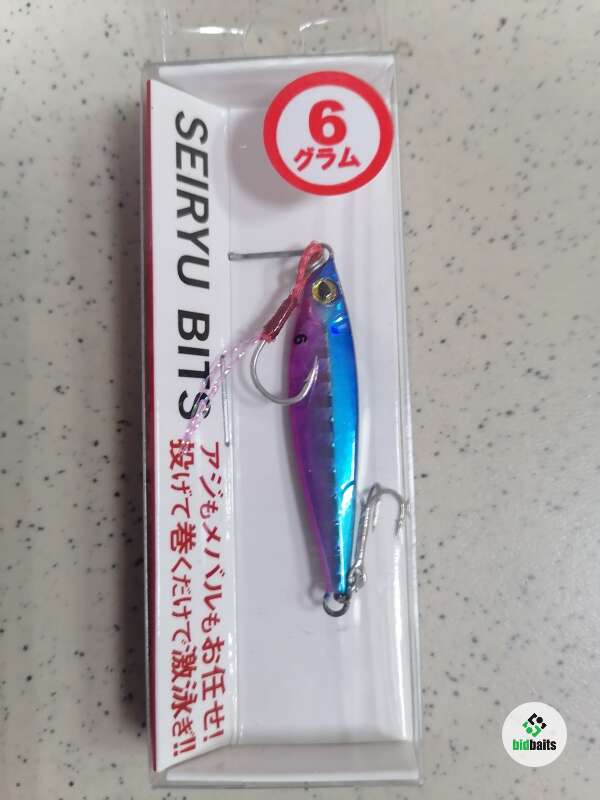 6
グラム
SEIRYU BITS
アジもメバルもお任せ!
投げて巻くだけで激泳ぎ!!
6
bidbaits